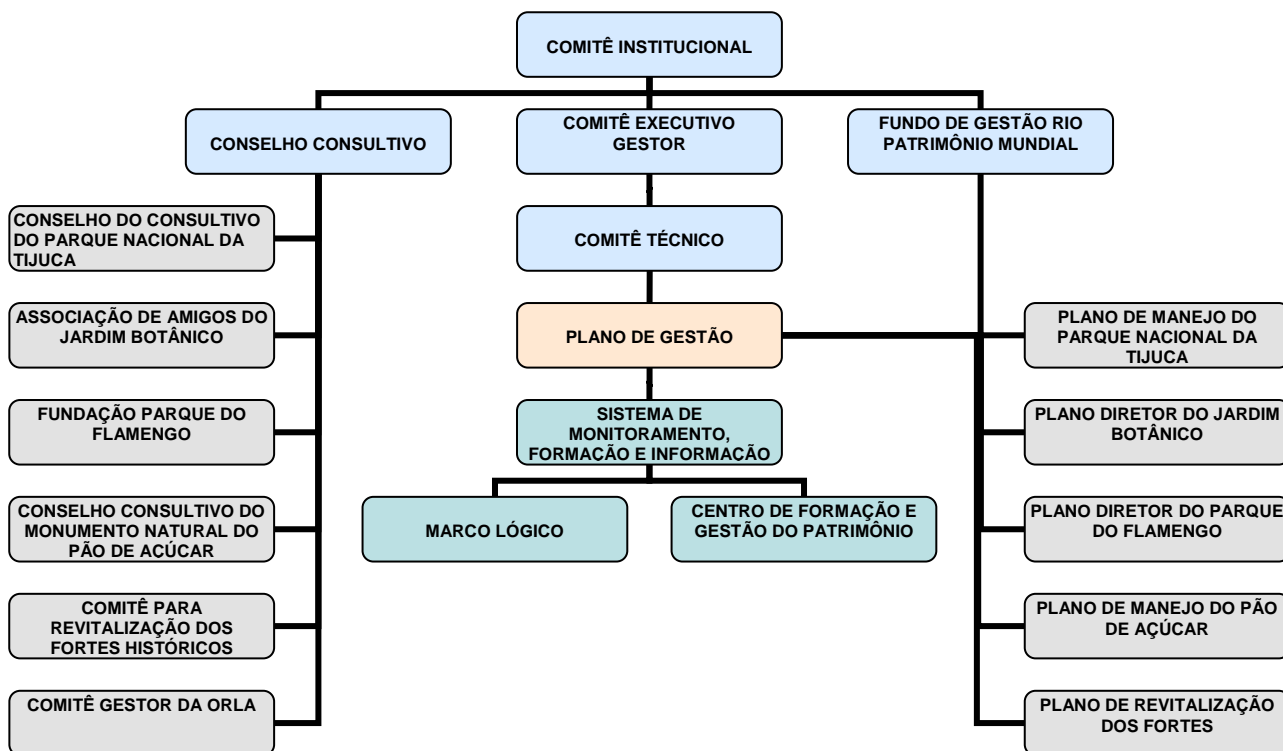 COMITÊ INSTITUCIONAL
CONSELHO CONSULTIVO
COMITÊ EXECUTIVO
GESTOR
FUNDO DE GESTÃO RIO
PATRIMÔNIO MUNDIAL
CONSELHO DO CONSULTIVO
DO PARQUE NACIONAL DA
TIJUCA
COMITÊ TÉCNICO
ASSOCIAÇÃO DE AMIGOS DO
JARDIM BOTÂNICO
PLANO DE GESTÃO
PLANO DE MANEJO DO
PARQUE NACIONAL DA
TIJUCA
FUNDAÇÃO PARQUE DO
FLAMENGO
SISTEMA DE
MONITORAMENTO,
FORMAÇÃO E INFORMAÇÃO
PLANO DIRETOR DO JARDIM
BOTÂNICO
CONSELHO CONSULTIVO DO
MONUMENTO NATURAL DO
PÃO DE AÇÚCAR
MARCO LÓGICO
CENTRO DE FORMAÇÃO E
GESTÃO DO PATRIMÔNIO
PLANO DIRETOR DO PARQUE
DO FLAMENGO
COMITÊ PARA
REVITALIZAÇÃO DOS
FORTES HISTÓRICOS
PLANO DE MANEJO DO PÃO
DE AÇÚCAR
COMITÊ GESTOR DA ORLA
PLANO DE REVITALIZAÇÃO
DOS FORTES